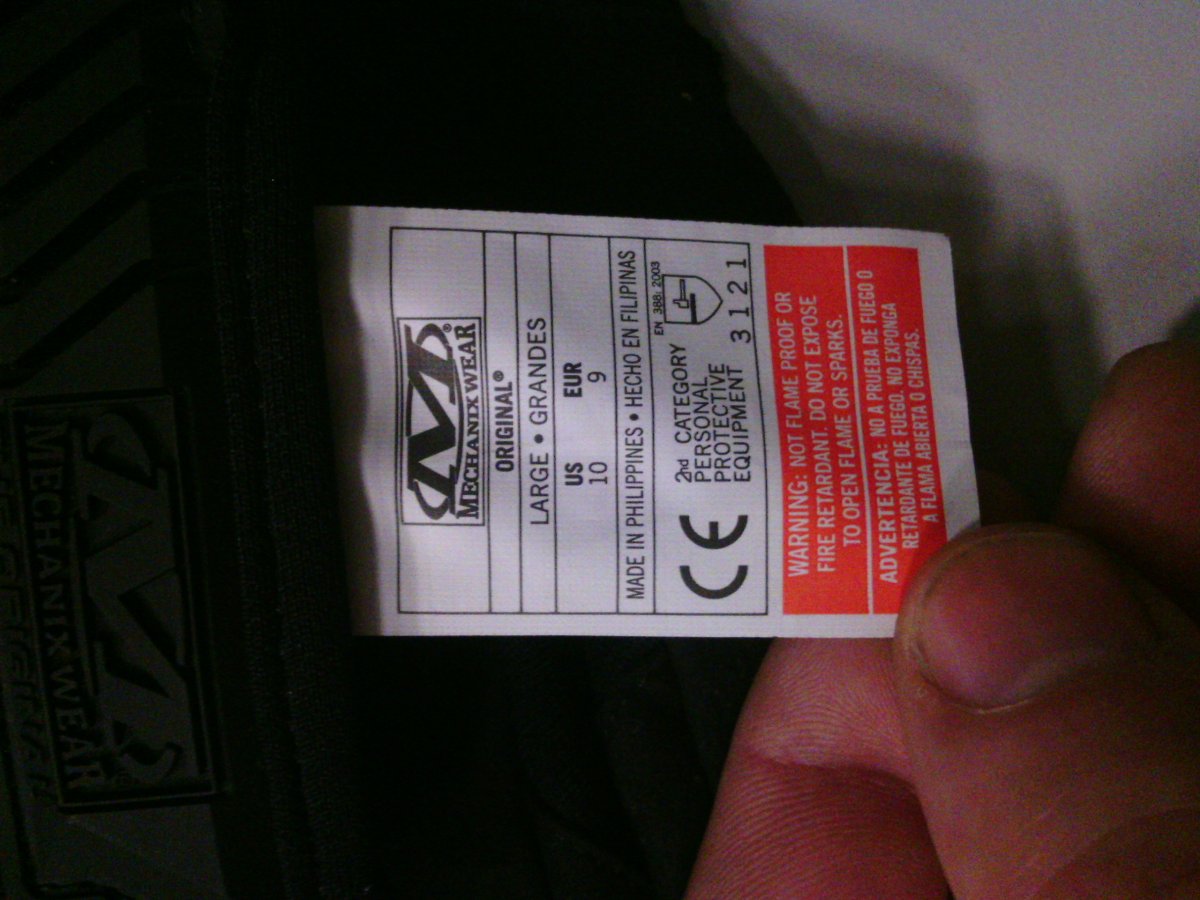 MECHANIX WEAR®
ORIGINAL®
LARGE • GRANDES
US EUR
10 9
MADE IN PHILIPPINES • HECHO EN FILIPINAS
CE
2nd CATEGORY
PERSONAL
PROTECTIVE
EQUIPMENT
EN 388: 2003
3 1 2 1
WARNING: NOT FLAME PROOF OR
FIRE RETARDANT. DO NOT EXPOSE
TO OPEN FLAME OR SPARKS.
ADVERTENCIA: NO A PRUEBA DE FUEGO O
RETARDANTE DE FUEGO. NO EXPONGA
A FLAMA ABIERTA O CHISPAS.
MECHANIX WEAR
THE ORIGINAL